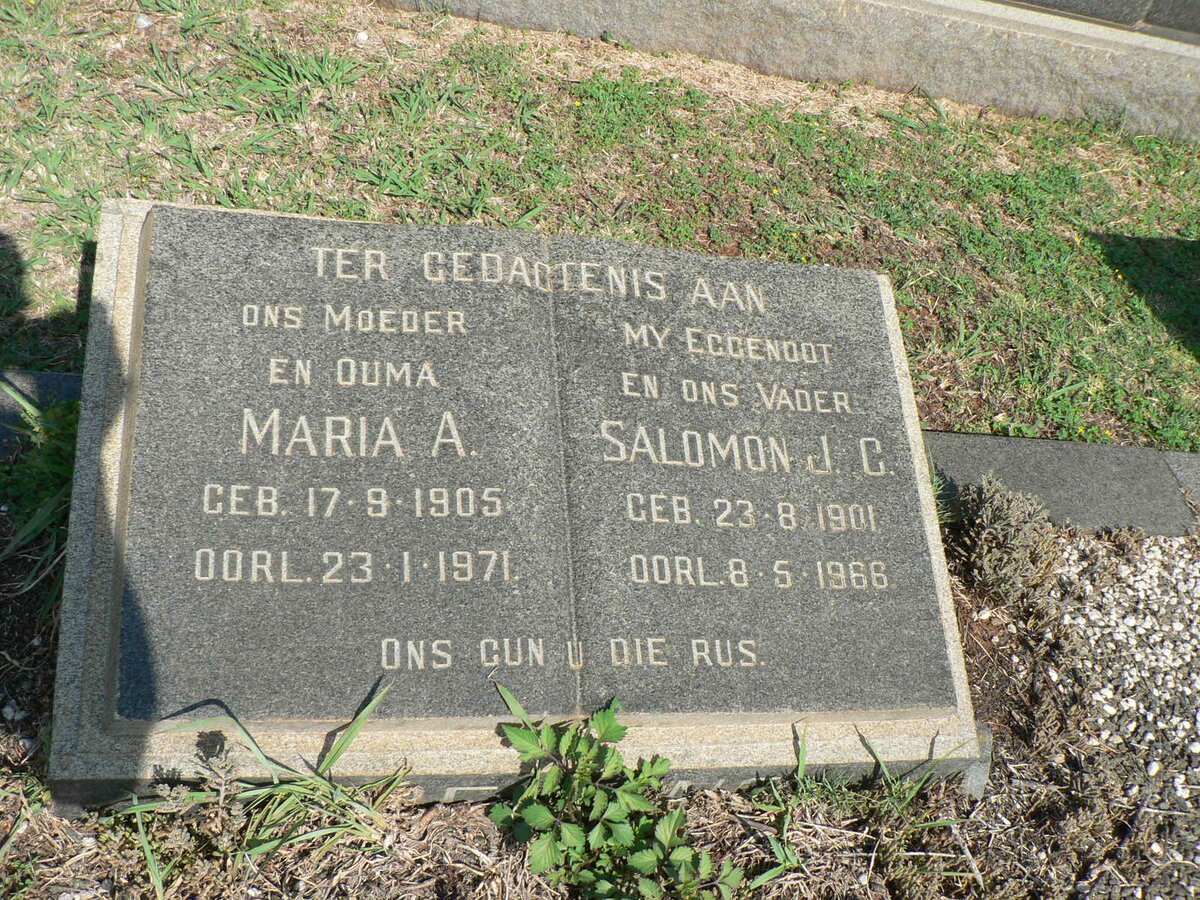 TER GEDAGTENIS AAN
ONS MOEDER
EN OUMA
MARIA A.
GEB. 17·9·1905
OORL. 23·1·1971.
MY EGGENOOT
EN ONS VADER
SALOMON J. C.
GEB. 23·8·1901
OORL. 8·5·1966
ONS GUN U DIE RUS.